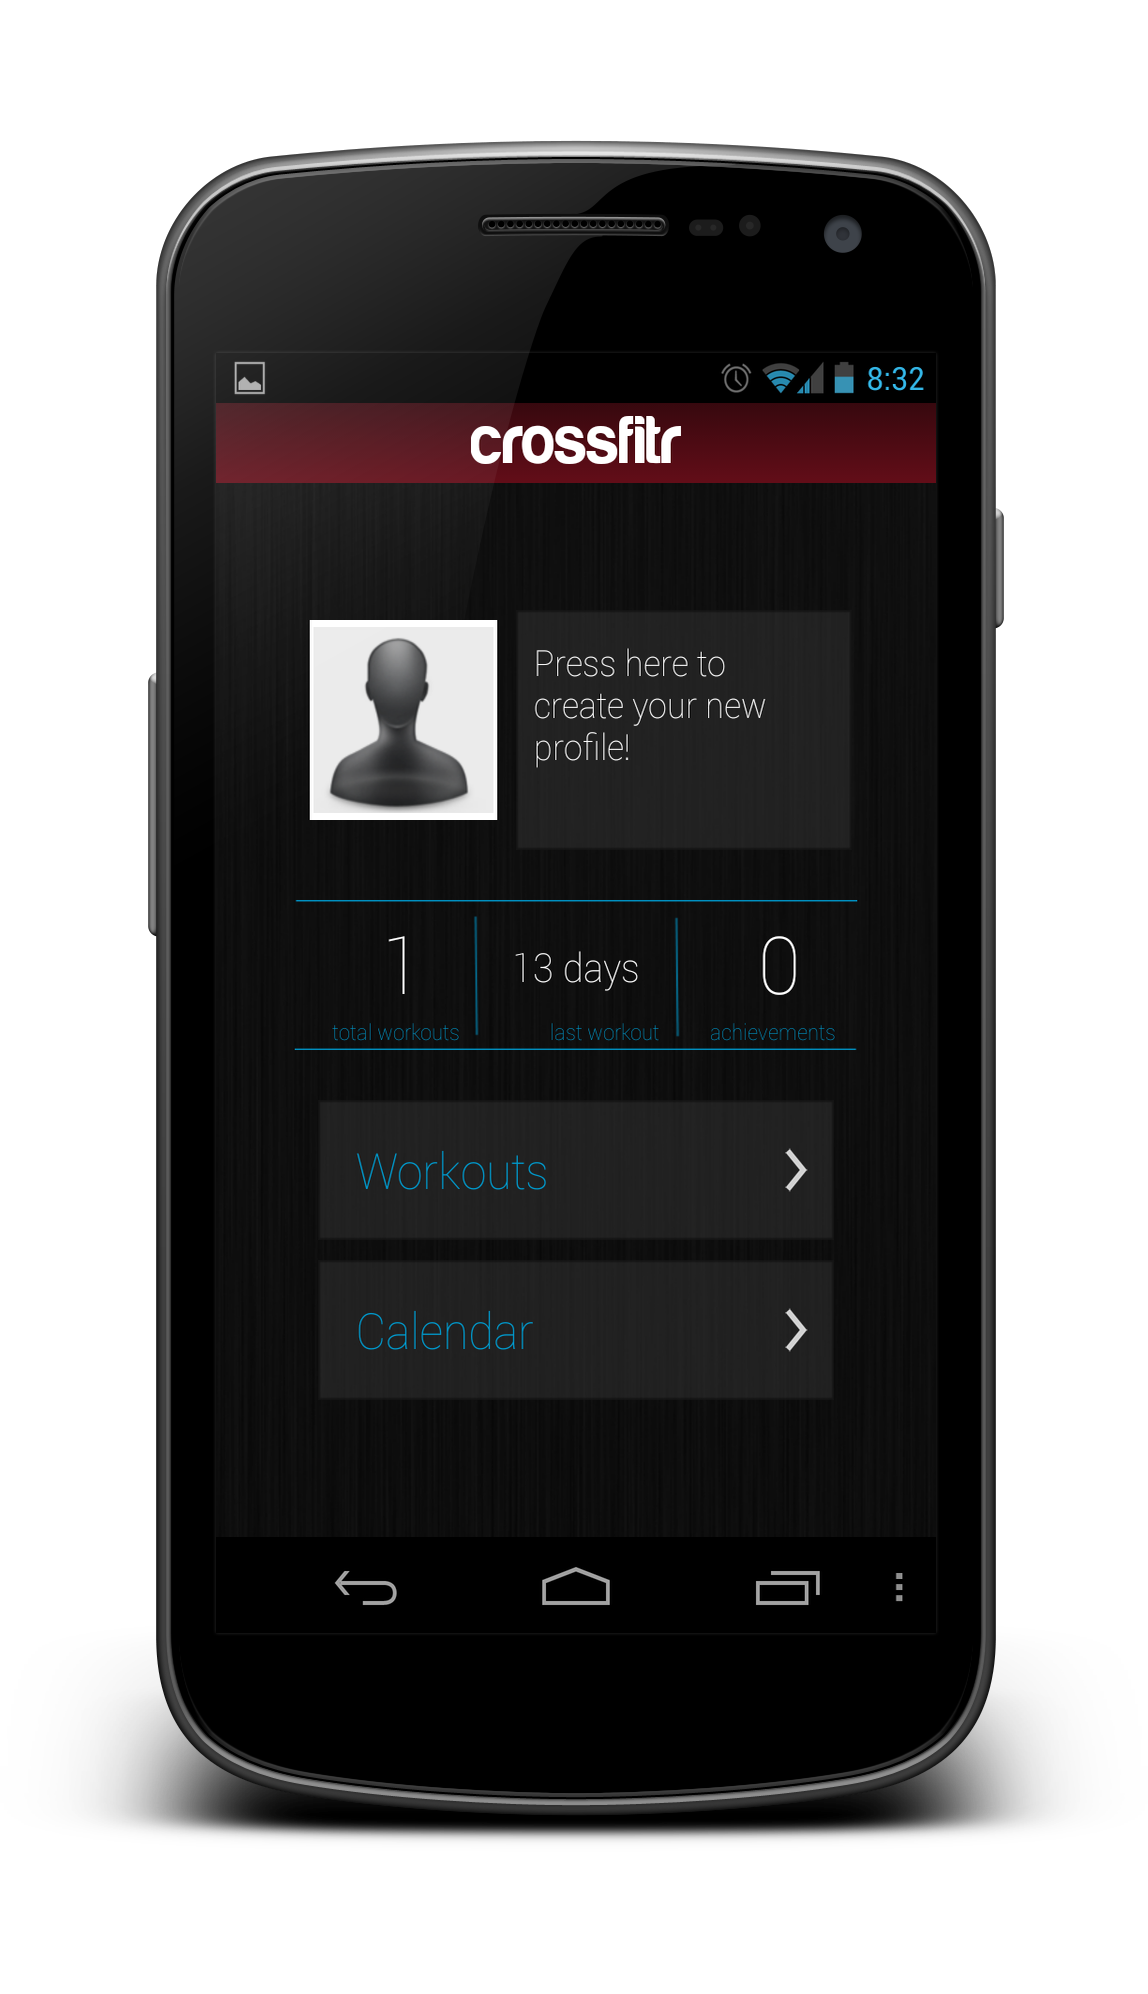 8:32
crossfitr
Press here to
create your new
profile!
1
13 days
0
total workouts
last workout
achievements
Workouts
Calendar